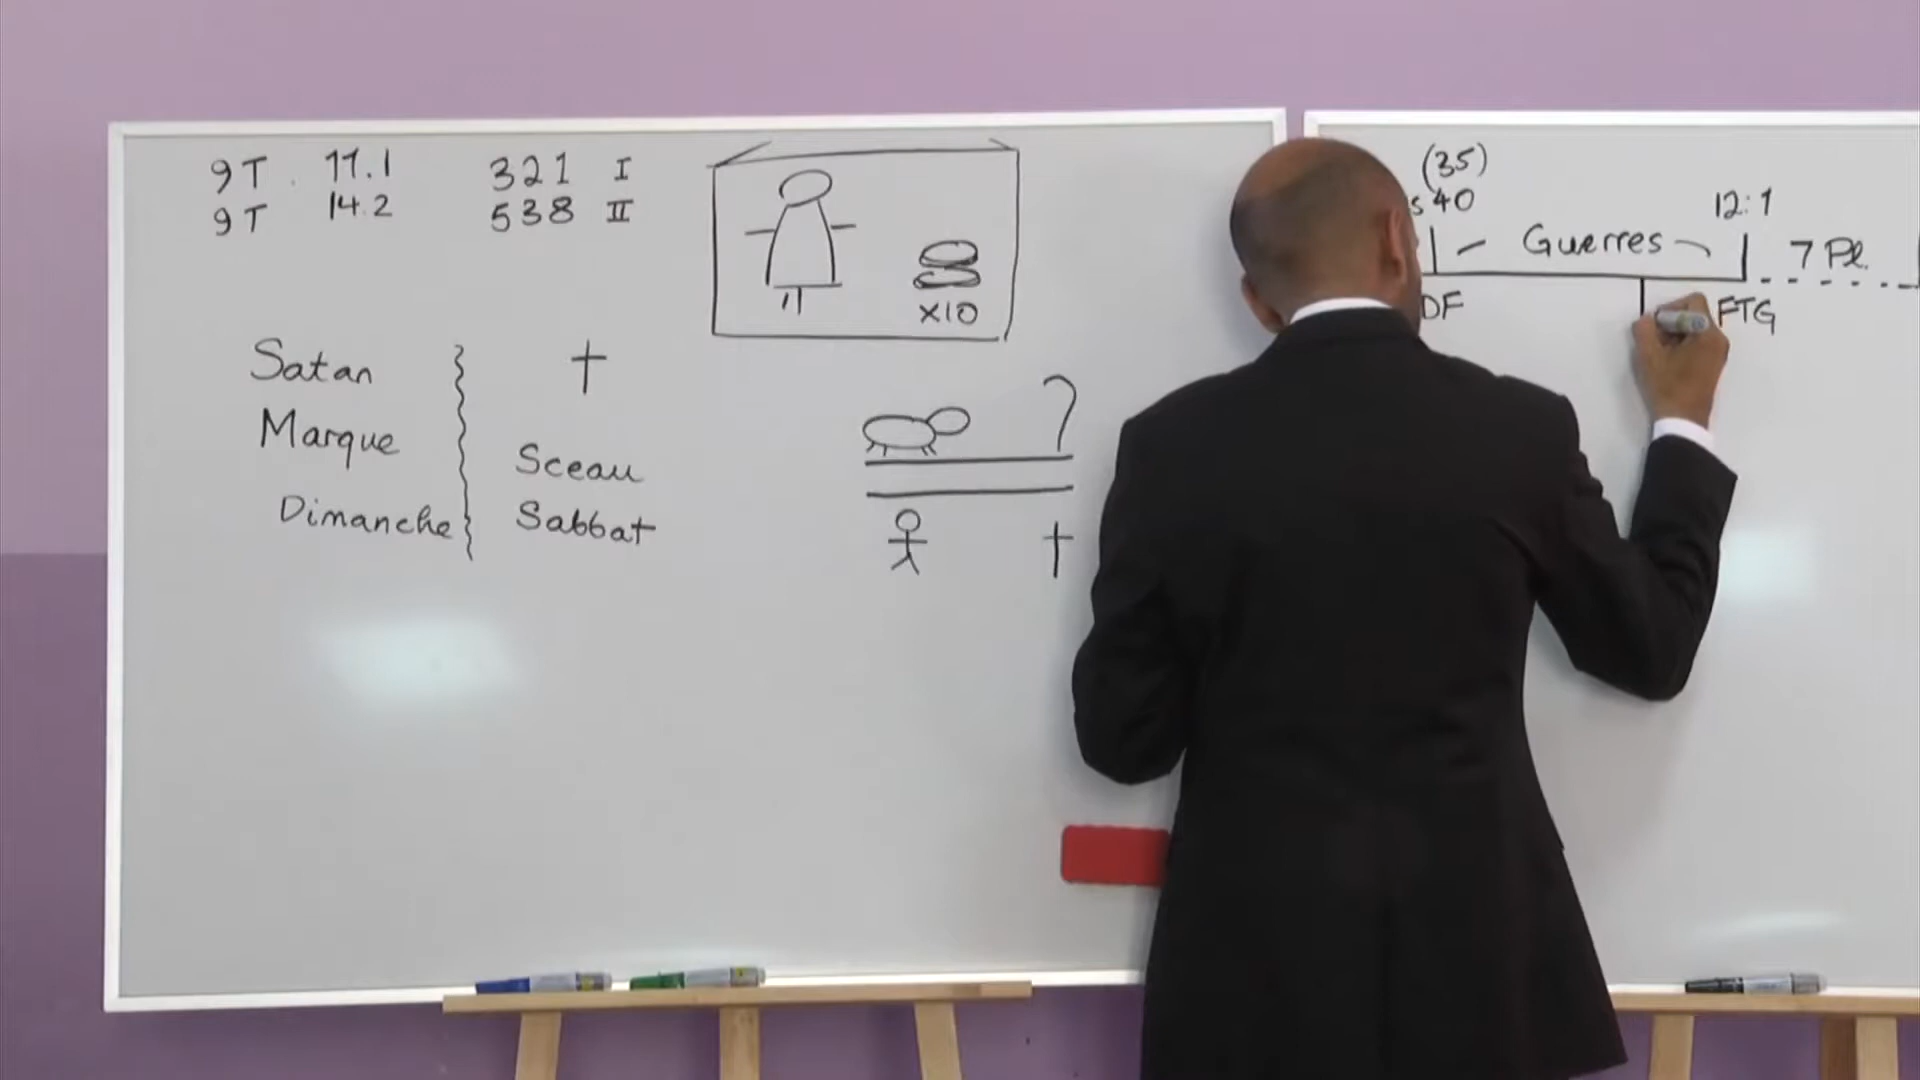 9T. 11.1 321 I
9T 14.2 538 II
x10
Satan †
Marque Sceau
Dimanche Sabbat
?
†
(35)
s 40 12:1
Guerres 7 Pl.
DF FTG